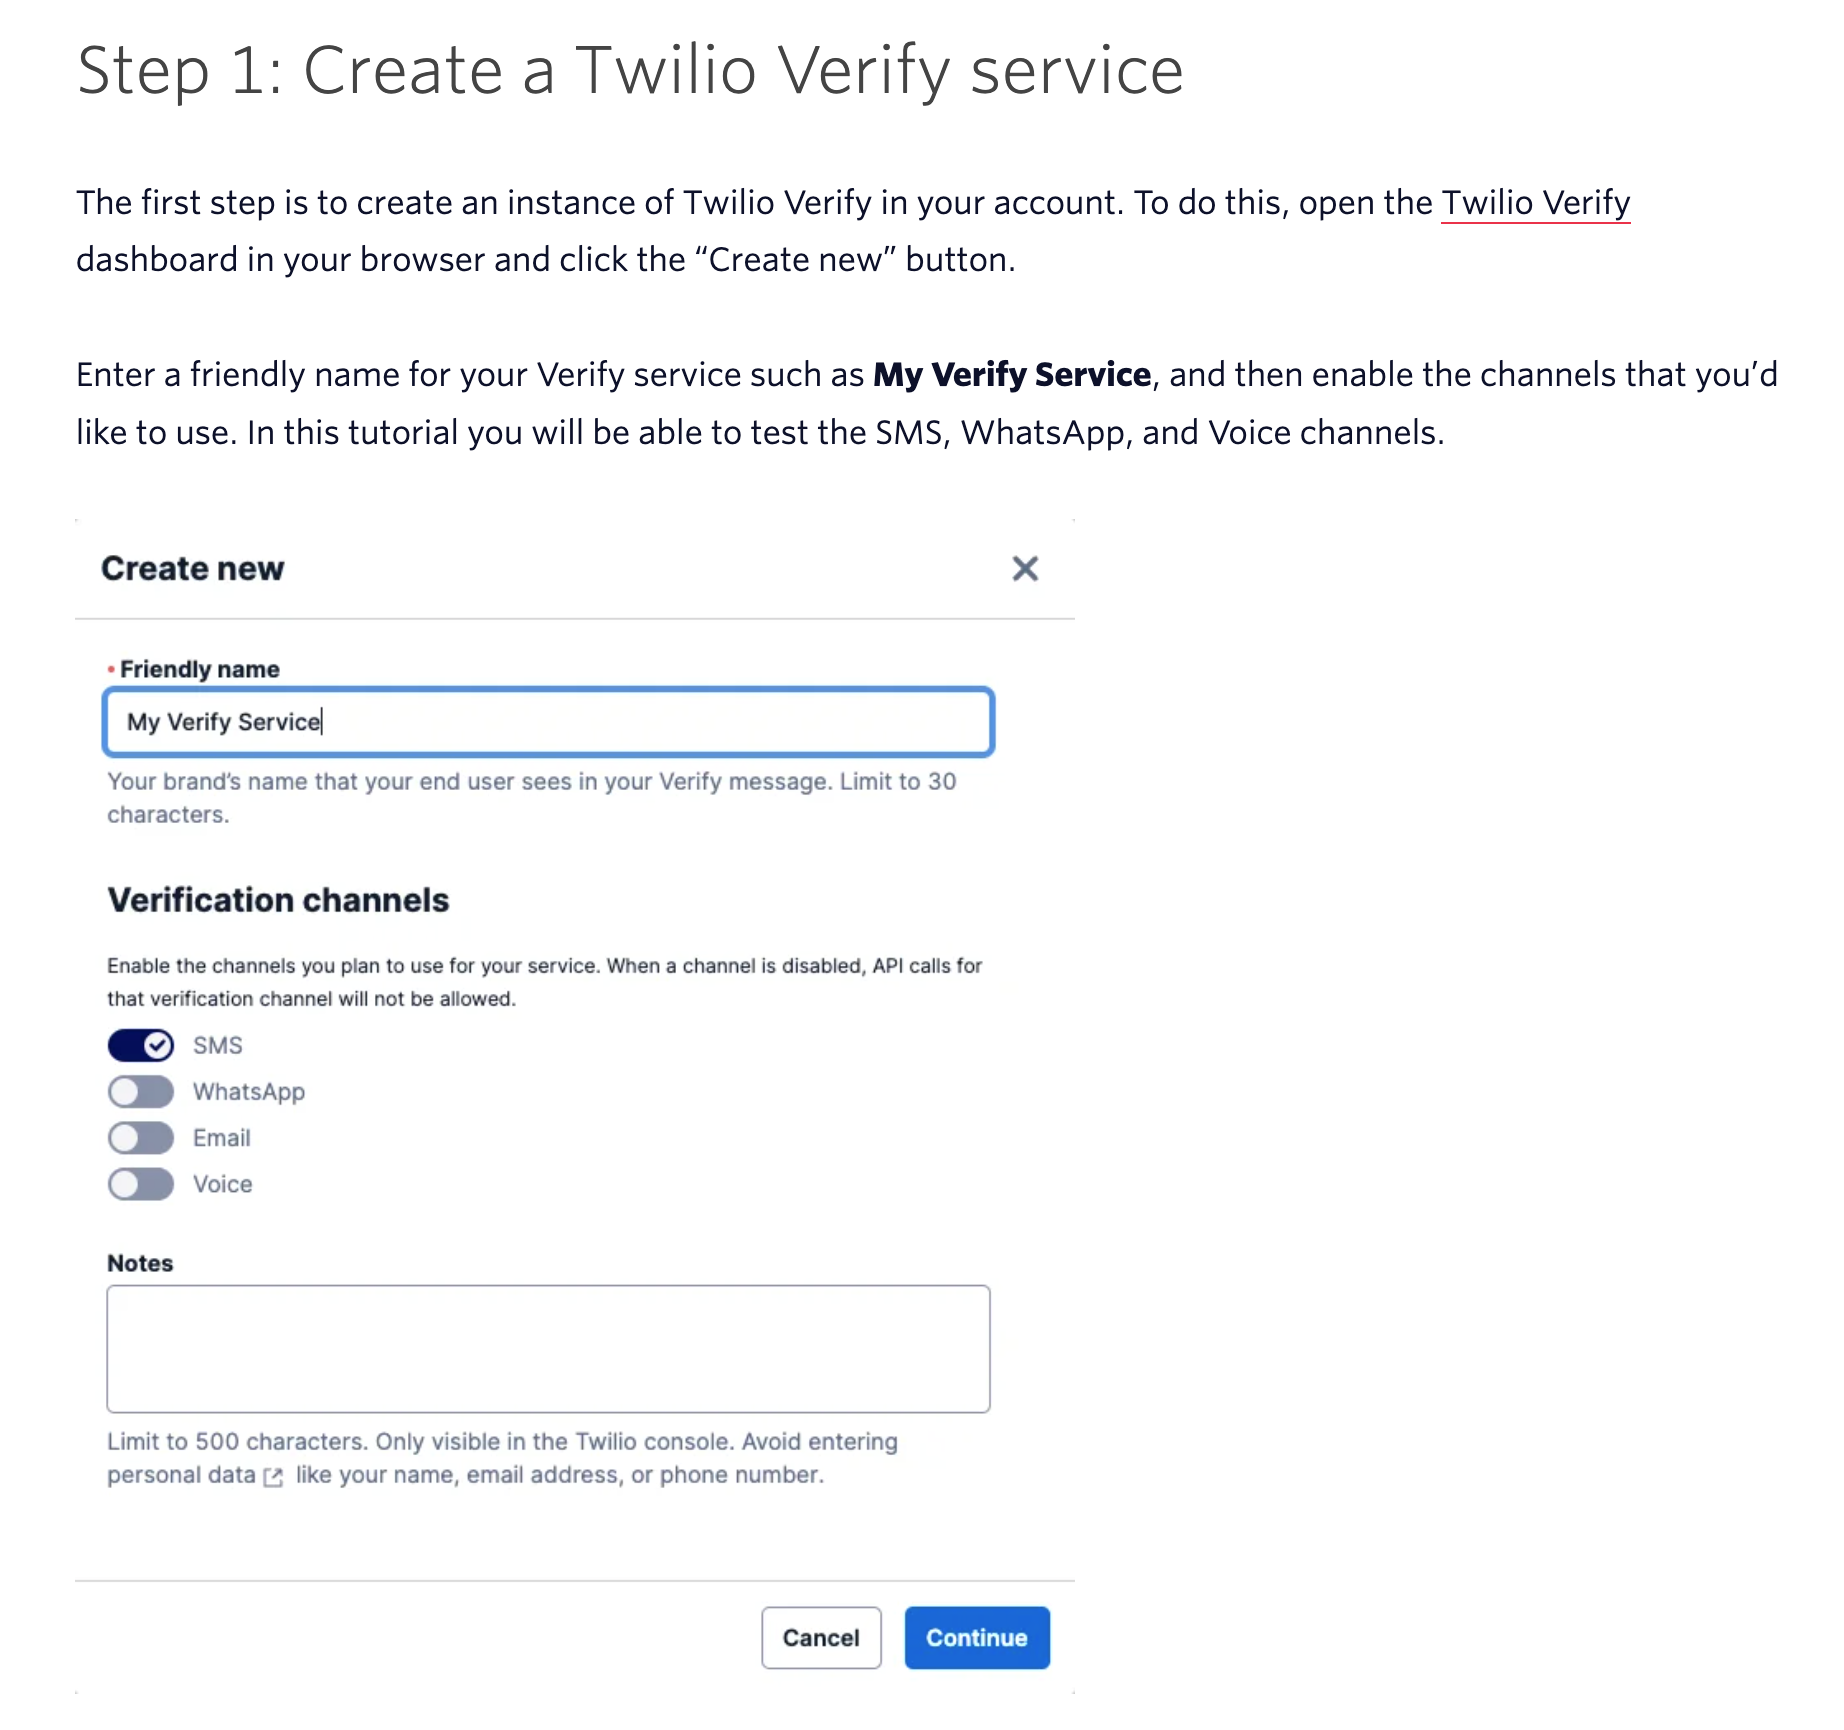 Step 1: Create a Twilio Verify service
The first step is to create an instance of Twilio Verify in your account. To do this, open the Twilio Verify
dashboard in your browser and click the “Create new” button.
Enter a friendly name for your Verify service such as My Verify Service, and then enable the channels that you’d
like to use. In this tutorial you will be able to test the SMS, WhatsApp, and Voice channels.
Create new
• Friendly name
My Verify Service
Your brand's name that your end user sees in your Verify message. Limit to 30
characters.
Verification channels
Enable the channels you plan to use for your service. When a channel is disabled, API calls for
that verification channel will not be allowed.
SMS
WhatsApp
Email
Voice
Notes
Limit to 500 characters. Only visible in the Twilio console. Avoid entering
personal data like your name, email address, or phone number.
Cancel Continue